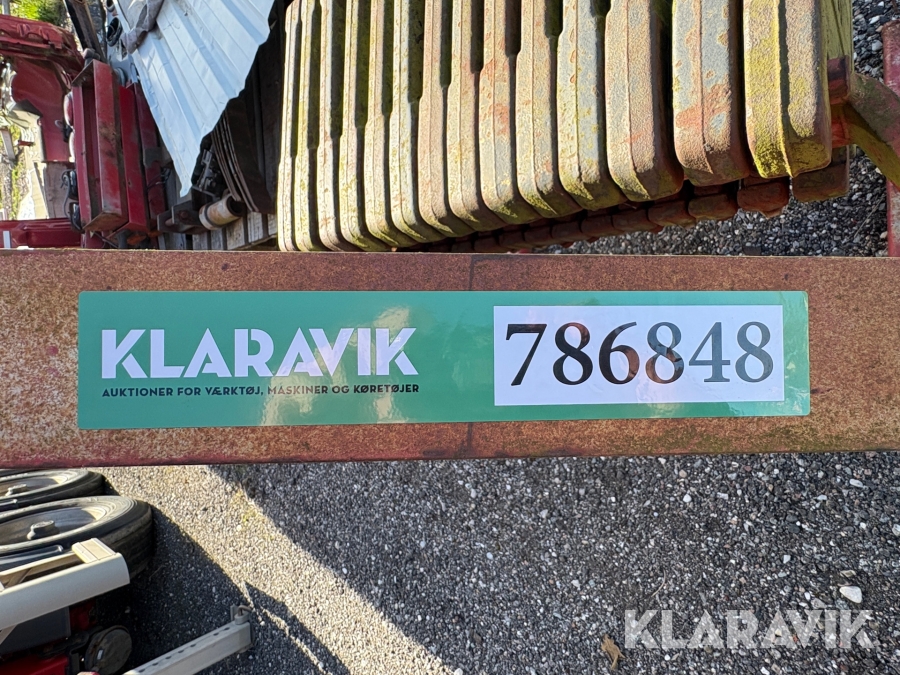 KLARAVIK
AUKTIONER FOR VÆRKTØJ, MASKINER OG KØRETØJER
786848
KLARAVIK